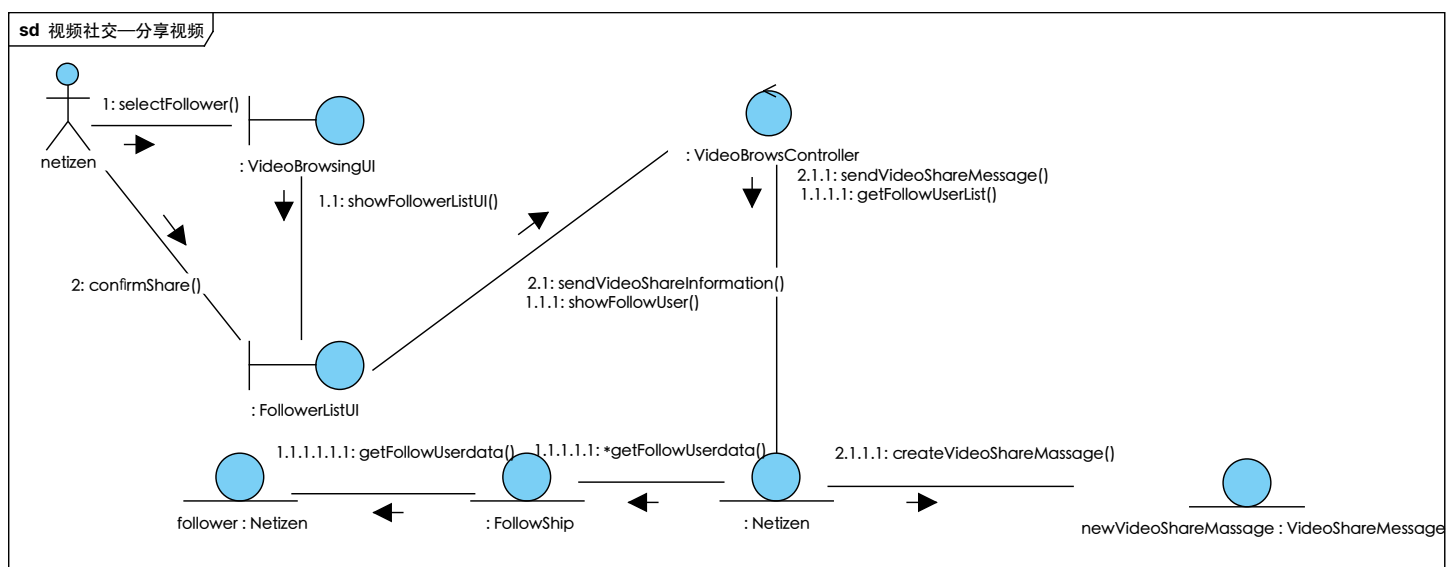 sd 视频社交—分享视频
1: selectFollower()
netizen
: VideoBrowsingUI
: VideoBrowsController
2.1.1: sendVideoShareMessage()
1.1.1.1: getFollowUserList()
1.1: showFollowerListUI()
2: confirmShare()
2.1: sendVideoShareInformation()
1.1.1: showFollowUser()
: FollowerListUI
1.1.1.1.1.1: getFollowUserdata()
1.1.1.1.1: *getFollowUserdata()
2.1.1.1: createVideoShareMassage()
follower : Netizen
: FollowShip
: Netizen
newVideoShareMassage : VideoShareMessage